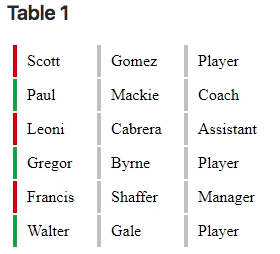 Table 1
Scott Gomez Player
Paul Mackie Coach
Leoni Cabrera Assistant
Gregor Byrne Player
Francis Shaffer Manager
Walter Gale Player